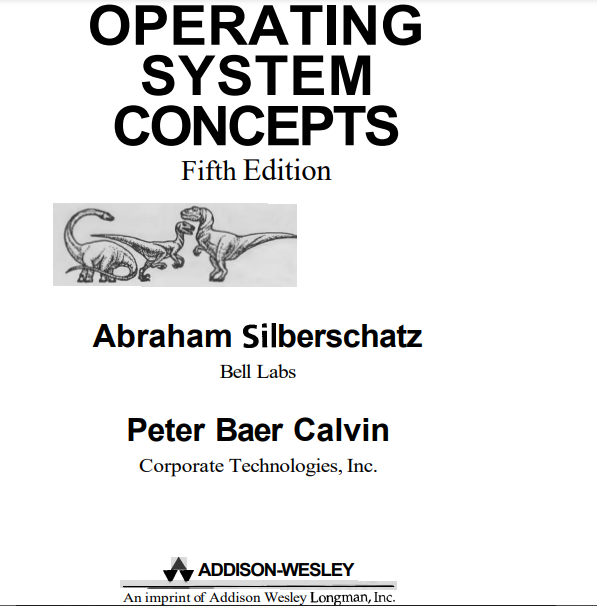 OPERATING
SYSTEM
CONCEPTS
Fifth Edition
Abraham Silberschatz
Bell Labs
Peter Baer Calvin
Corporate Technologies, Inc.
ADDISON-WESLEY
An imprint of Addison Wesley Longman, Inc.